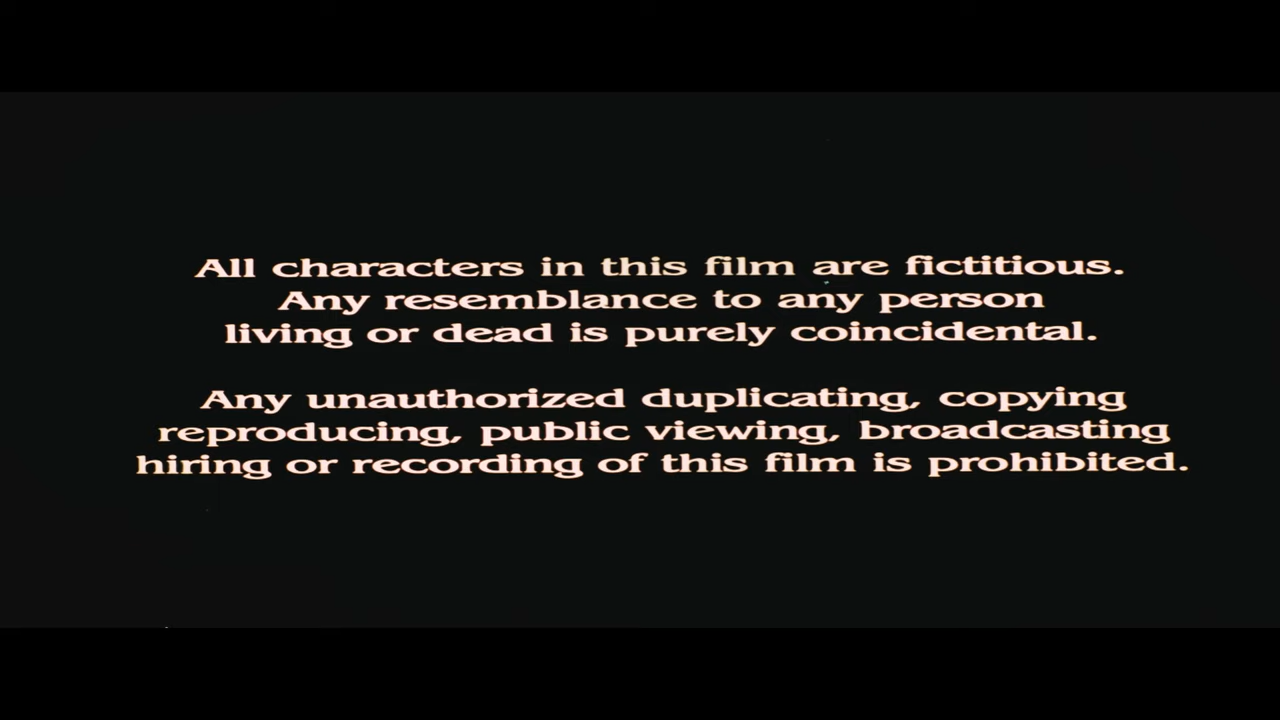 All characters in this film are fictitious.
Any resemblance to any person
living or dead is purely coincidental.
Any unauthorized duplicating, copying
reproducing, public viewing, broadcasting
hiring or recording of this film is prohibited.